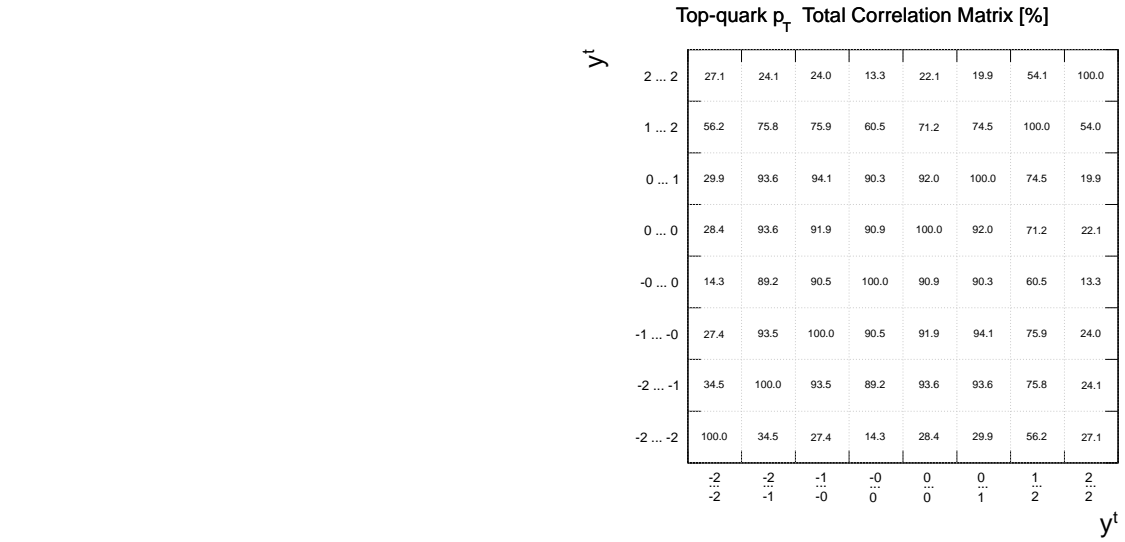 Top-quark pT Total Correlation Matrix [%]
yt
2 ... 2 27.1 24.1 24.0 13.3 22.1 19.9 54.1 100.0
1 ... 2 56.2 75.8 75.9 60.5 71.2 74.5 100.0 54.0
0 ... 1 29.9 93.6 94.1 90.3 92.0 100.0 74.5 19.9
0 ... 0 28.4 93.6 91.9 90.9 100.0 92.0 71.2 22.1
-0 ... 0 14.3 89.2 90.5 100.0 90.9 90.3 60.5 13.3
-1 ... -0 27.4 93.5 100.0 90.5 91.9 94.1 75.9 24.0
-2 ... -1 34.5 100.0 93.5 89.2 93.6 93.6 75.8 24.1
-2 ... -2 100.0 34.5 27.4 14.3 28.4 29.9 56.2 27.1
-2 -2 -1 -0 0 0 1 2
... ... ... ... ... ... ... ...
-2 -1 -0 0 0 1 2 2
yt